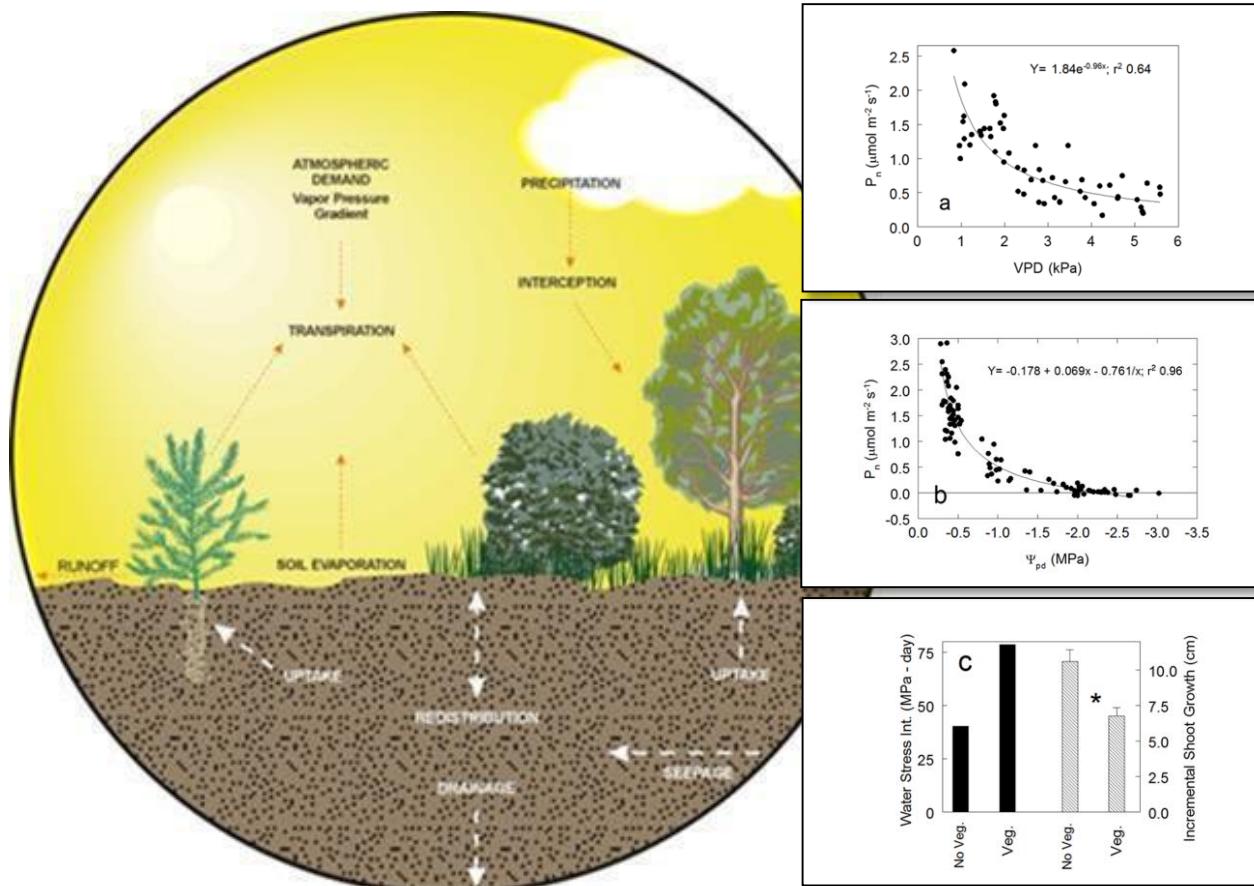 ATMOSPHERIC
DEMAND
Vapor Pressure
Gradient
PRECIPITATION
INTERCEPTION
TRANSPIRATION
RUNOFF
SOIL EVAPORATION
UPTAKE
UPTAKE
REDISTRIBUTION
SEEPAGE
DRAINAGE
Y= 1.84e^-0.96x; r² 0.64
Pn (μmol m⁻² s⁻¹)
2.5
2.0
1.5
1.0
0.5
0.0
a
0 1 2 3 4 5 6
VPD (kPa)
Y= -0.178 + 0.069x - 0.761/x; r² 0.96
Pn (μmol m⁻² s⁻¹)
3.0
2.5
2.0
1.5
1.0
0.5
0.0
-0.5
b
0.0 -0.5 -1.0 -1.5 -2.0 -2.5 -3.0 -3.5
Ψpd (MPa)
c
Water Stress Int. (MPa - day)
75
50
25
0
*
10.0
7.5
5.0
2.5
0.0
Incremental Shoot Growth (cm)
No Veg.
Veg.
No Veg.
Veg.